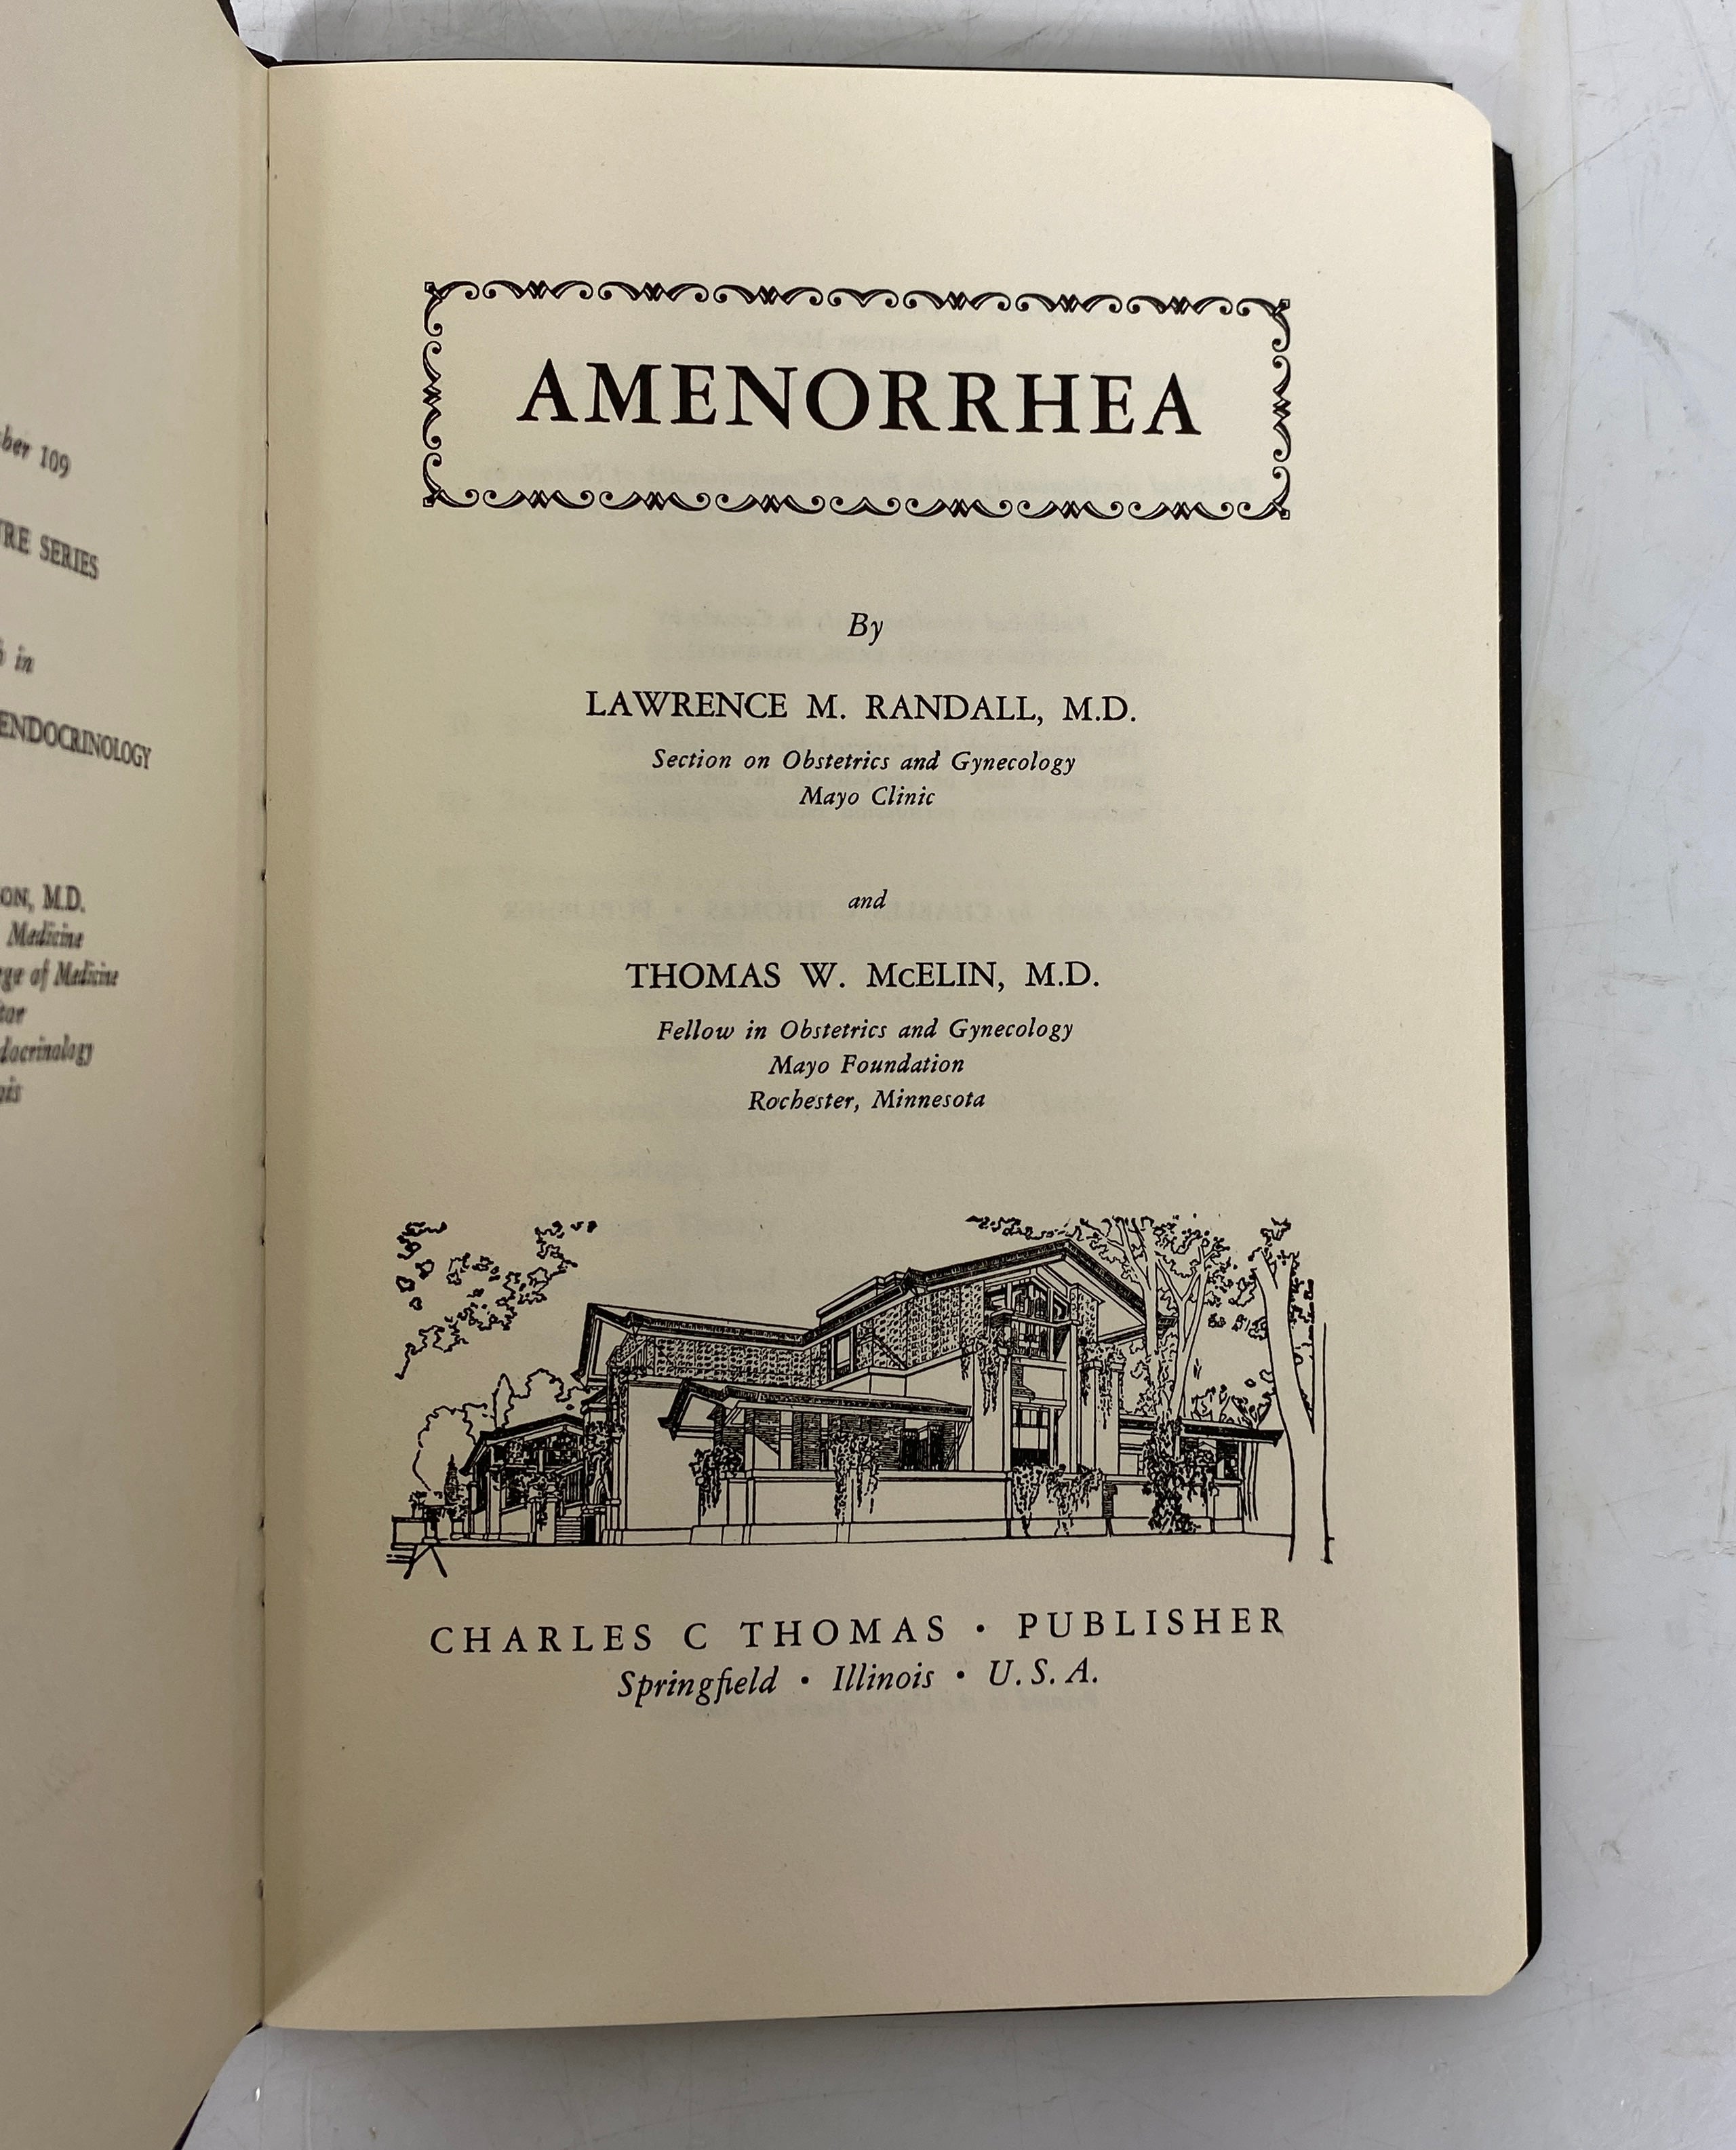 ber 109
RE SERIES
in
ENDOCRINOLOGY
ON, M.D.
Medicine
ge of Medicine
tor
docrinology
ois
AMENORRHEA
By
LAWRENCE M. RANDALL, M.D.
Section on Obstetrics and Gynecology
Mayo Clinic
and
THOMAS W. McELIN, M.D.
Fellow in Obstetrics and Gynecology
Mayo Foundation
Rochester, Minnesota
CHARLES C THOMAS • PUBLISHER
Springfield • Illinois • U.S.A.